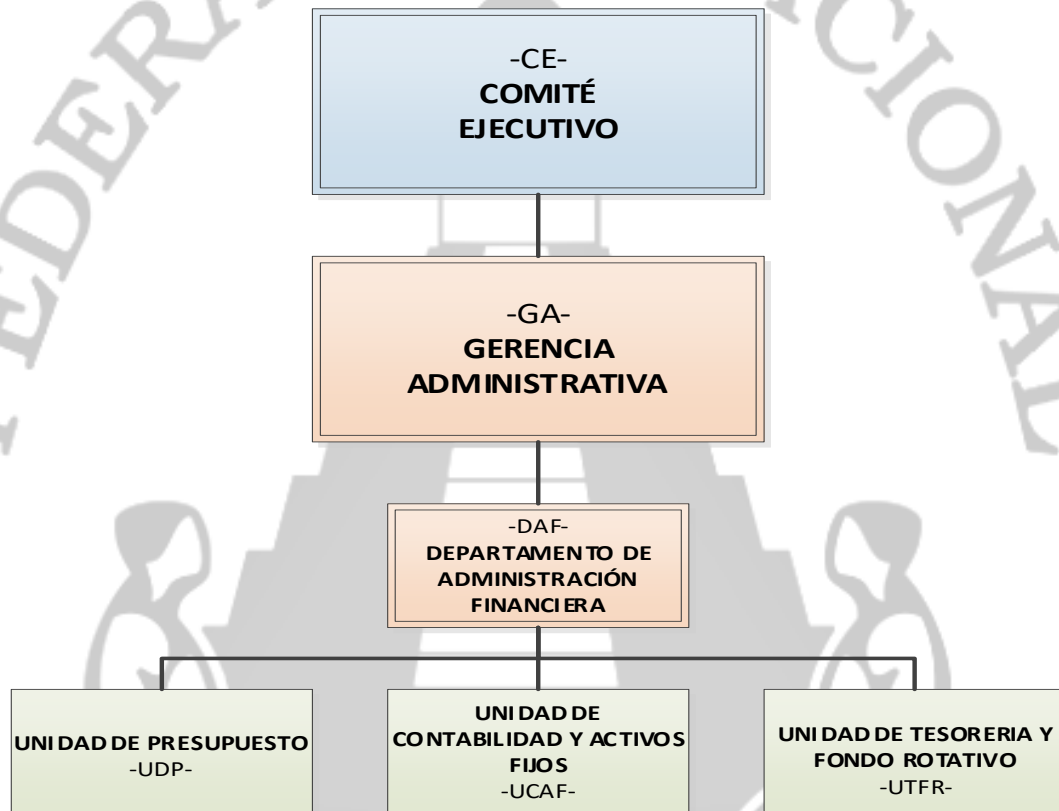 -CE-
COMITÉ
EJECUTIVO
-GA-
GERENCIA
ADMINISTRATIVA
-DAF-
DEPARTAMENTO DE
ADMINISTRACIÓN
FINANCIERA
UNIDAD DE PRESUPUESTO
-UDP-
UNIDAD DE
CONTABILIDAD Y ACTIVOS
FIJOS
-UCAF-
UNIDAD DE TESORERIA Y
FONDO ROTATIVO
-UTFR-